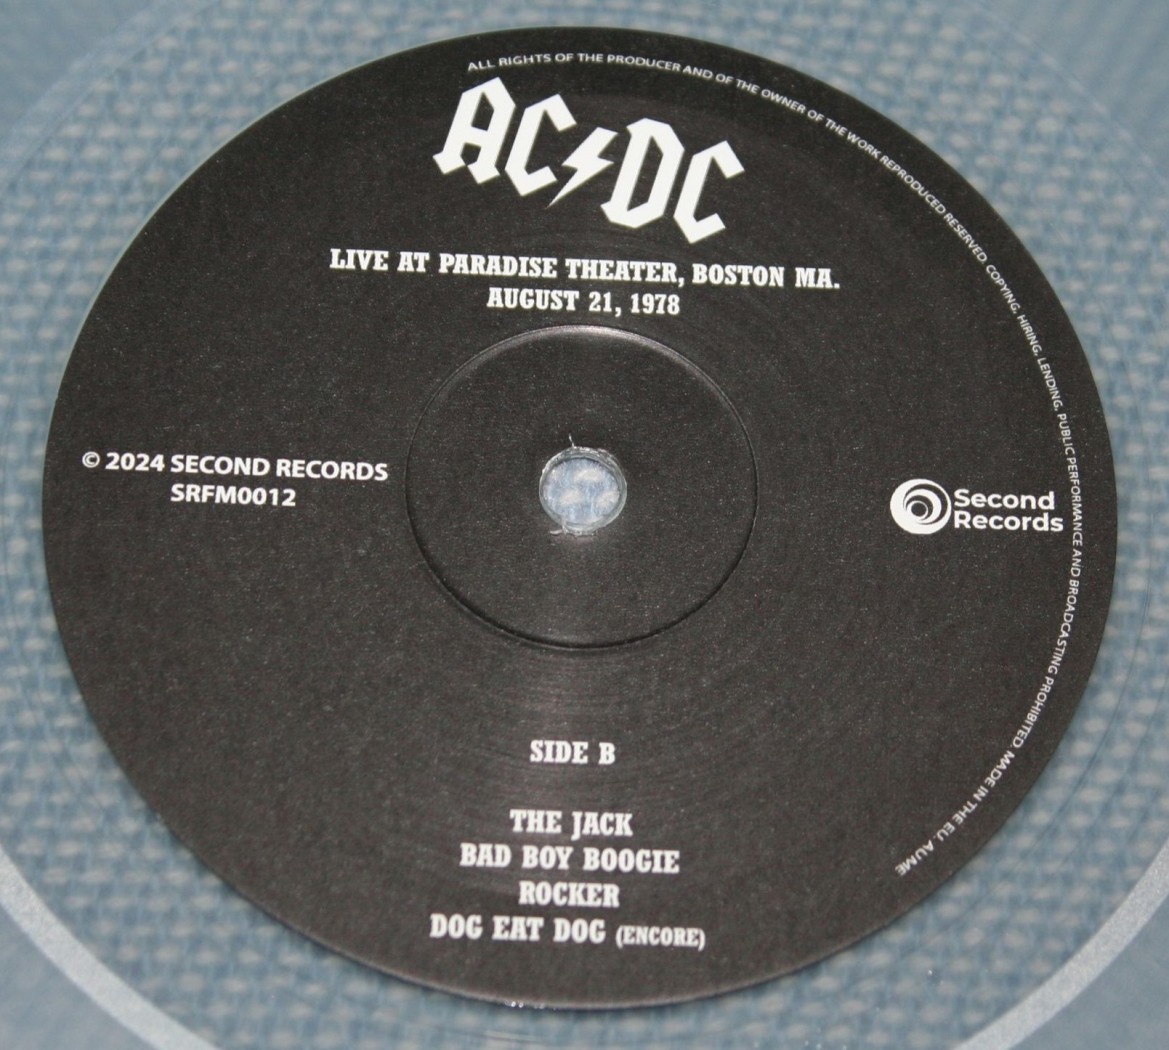 ALL RIGHTS OF THE PRODUCER AND OF THE OWNER OF THE WORK REPRODUCED RESERVED. COPYING, HIRING, LENDING, PUBLIC PERFORMANCE AND BROADCASTING PROHIBITED. MADE IN THE EU. AUME
AC⚡DC
LIVE AT PARADISE THEATER, BOSTON MA.
AUGUST 21, 1978
© 2024 SECOND RECORDS
SRFM0012
Second
Records
SIDE B
THE JACK
BAD BOY BOOGIE
ROCKER
DOG EAT DOG (ENCORE)